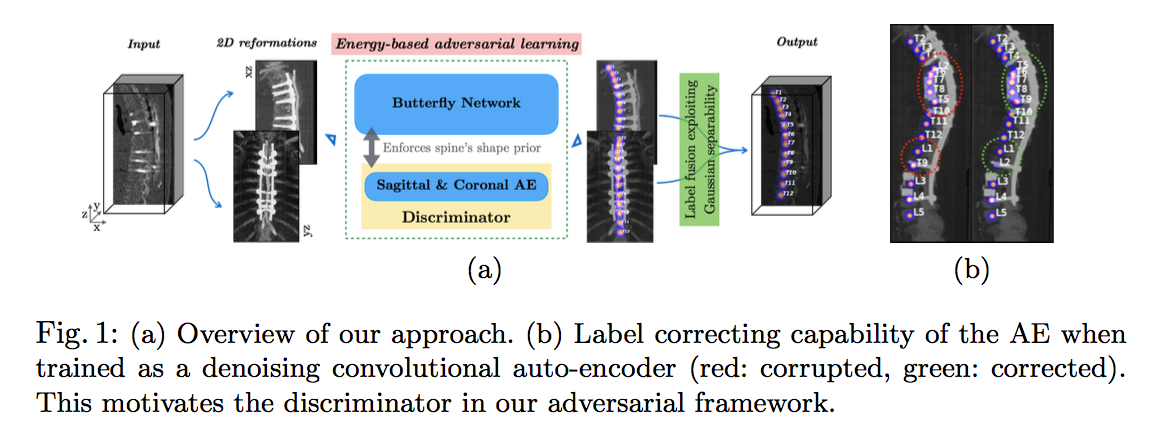 Input
2D reformations
Energy-based adversarial learning
Output
xz
Butterfly Network
Enforces spine's shape prior
Sagittal & Coronal AE
Discriminator
yz
z
y
x
Label fusion exploiting
Gaussian separability
T1
T2
T3
T4
T5
T6
T7
T8
T9
T10
T11
T12
T2
T3
T8
T5
T10
T11
T12
L1
T9
L3
L4
L5
T2
T3
T5
T6
T7
T8
T9
T10
T11
T12
L1
L2
L3
L4
L5
(a)
(b)
Fig. 1: (a) Overview of our approach. (b) Label correcting capability of the AE when
trained as a denoising convolutional auto-encoder (red: corrupted, green: corrected).
This motivates the discriminator in our adversarial framework.